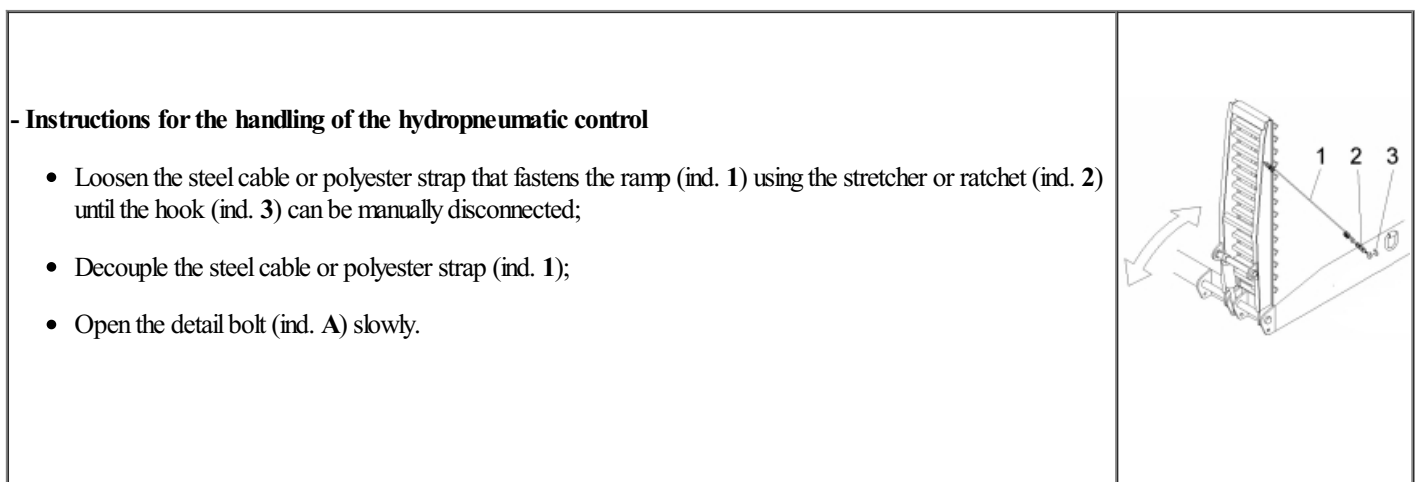 - Instructions for the handling of the hydropneumatic control
Loosen the steel cable or polyester strap that fastens the ramp (ind. 1) using the stretcher or ratchet (ind. 2)
until the hook (ind. 3) can be manually disconnected;
Decouple the steel cable or polyester strap (ind. 1);
Open the detail bolt (ind. A) slowly.
1 2 3